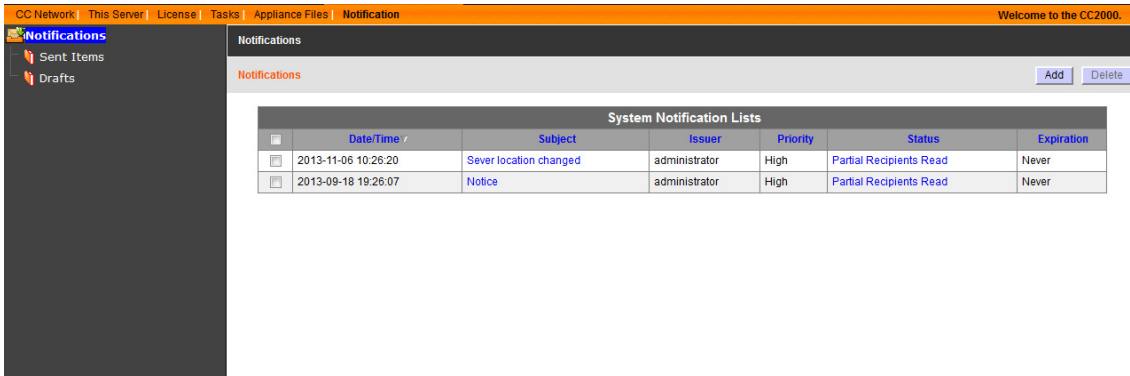 CC Network | This Server | License | Tasks | Appliance Files | Notification Welcome to the CC2000.
Notifications
Sent Items
Drafts
Notifications
Notifications Add Delete
System Notification Lists
Date/Time Subject Issuer Priority Status Expiration
2013-11-06 10:26:20 Sever location changed administrator High Partial Recipients Read Never
2013-09-18 19:26:07 Notice administrator High Partial Recipients Read Never